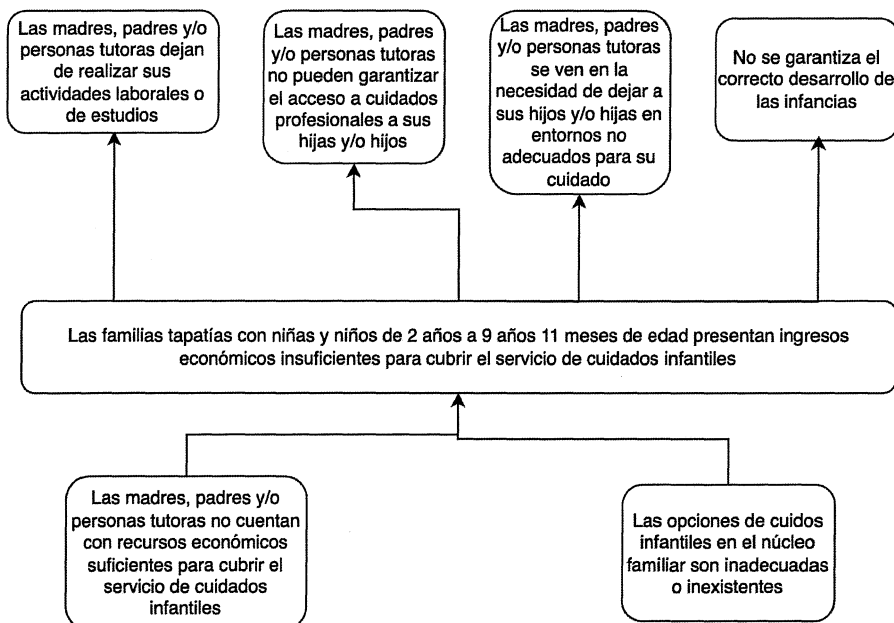 Las madres, padres y/o
personas tutoras dejan
de realizar sus
actividades laborales o
de estudios
Las madres, padres
y/o personas tutoras
no pueden garantizar
el acceso a cuidados
profesionales a sus
hijas y/o hijos
Las madres, padres
y/o personas tutoras
se ven en la
necesidad de dejar a
sus hijos y/o hijas en
entornos no
adecuados para su
cuidado
No se garantiza el
correcto desarrollo de
las infancias
Las familias tapatías con niñas y niños de 2 años a 9 años 11 meses de edad presentan ingresos
económicos insuficientes para cubrir el servicio de cuidados infantiles
Las madres, padres y/o
personas tutoras no cuentan
con recursos económicos
suficientes para cubrir el
servicio de cuidados
infantiles
Las opciones de cuidos
infantiles en el núcleo
familiar son inadecuadas
o inexistentes